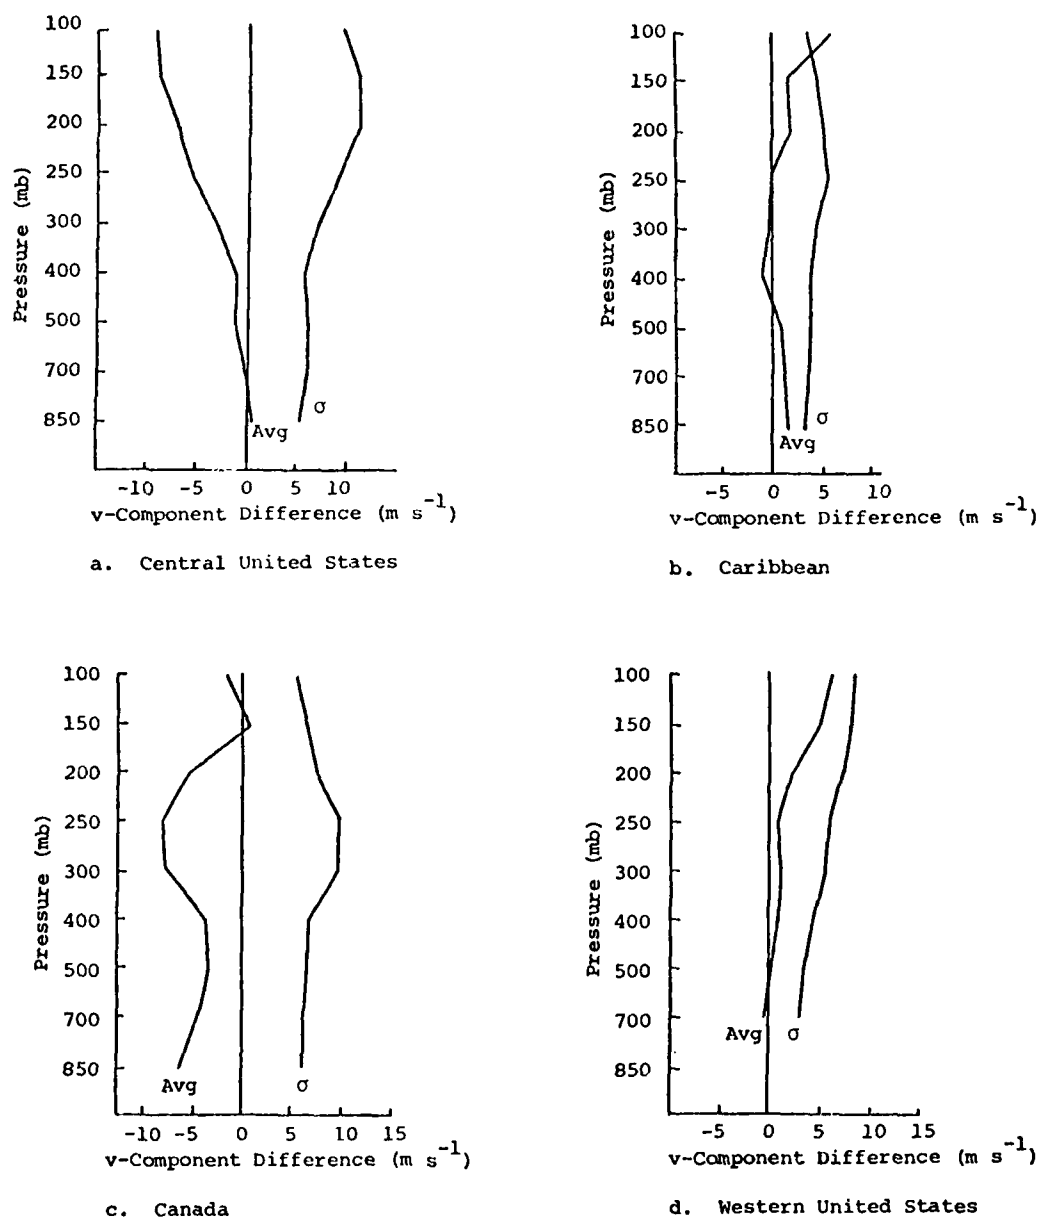 100
150
200
250
300
400
500
700
850
Pressure (mb)
σ
Avg
-10 -5 0 5 10
v-Component Difference (m s-1)
a. Central United States
100
150
200
250
300
400
500
700
850
Pressure (mb)
σ
Avg
-5 0 5 10
v-Component Difference (m s-1)
b. Caribbean
100
150
200
250
300
400
500
700
850
Pressure (mb)
Avg σ
-10 -5 0 5 10 15
v-Component Difference (m s-1)
c. Canada
100
150
200
250
300
400
500
700
850
Pressure (mb)
Avg σ
-5 0 5 10 15
v-Component Difference (m s-1)
d. Western United States